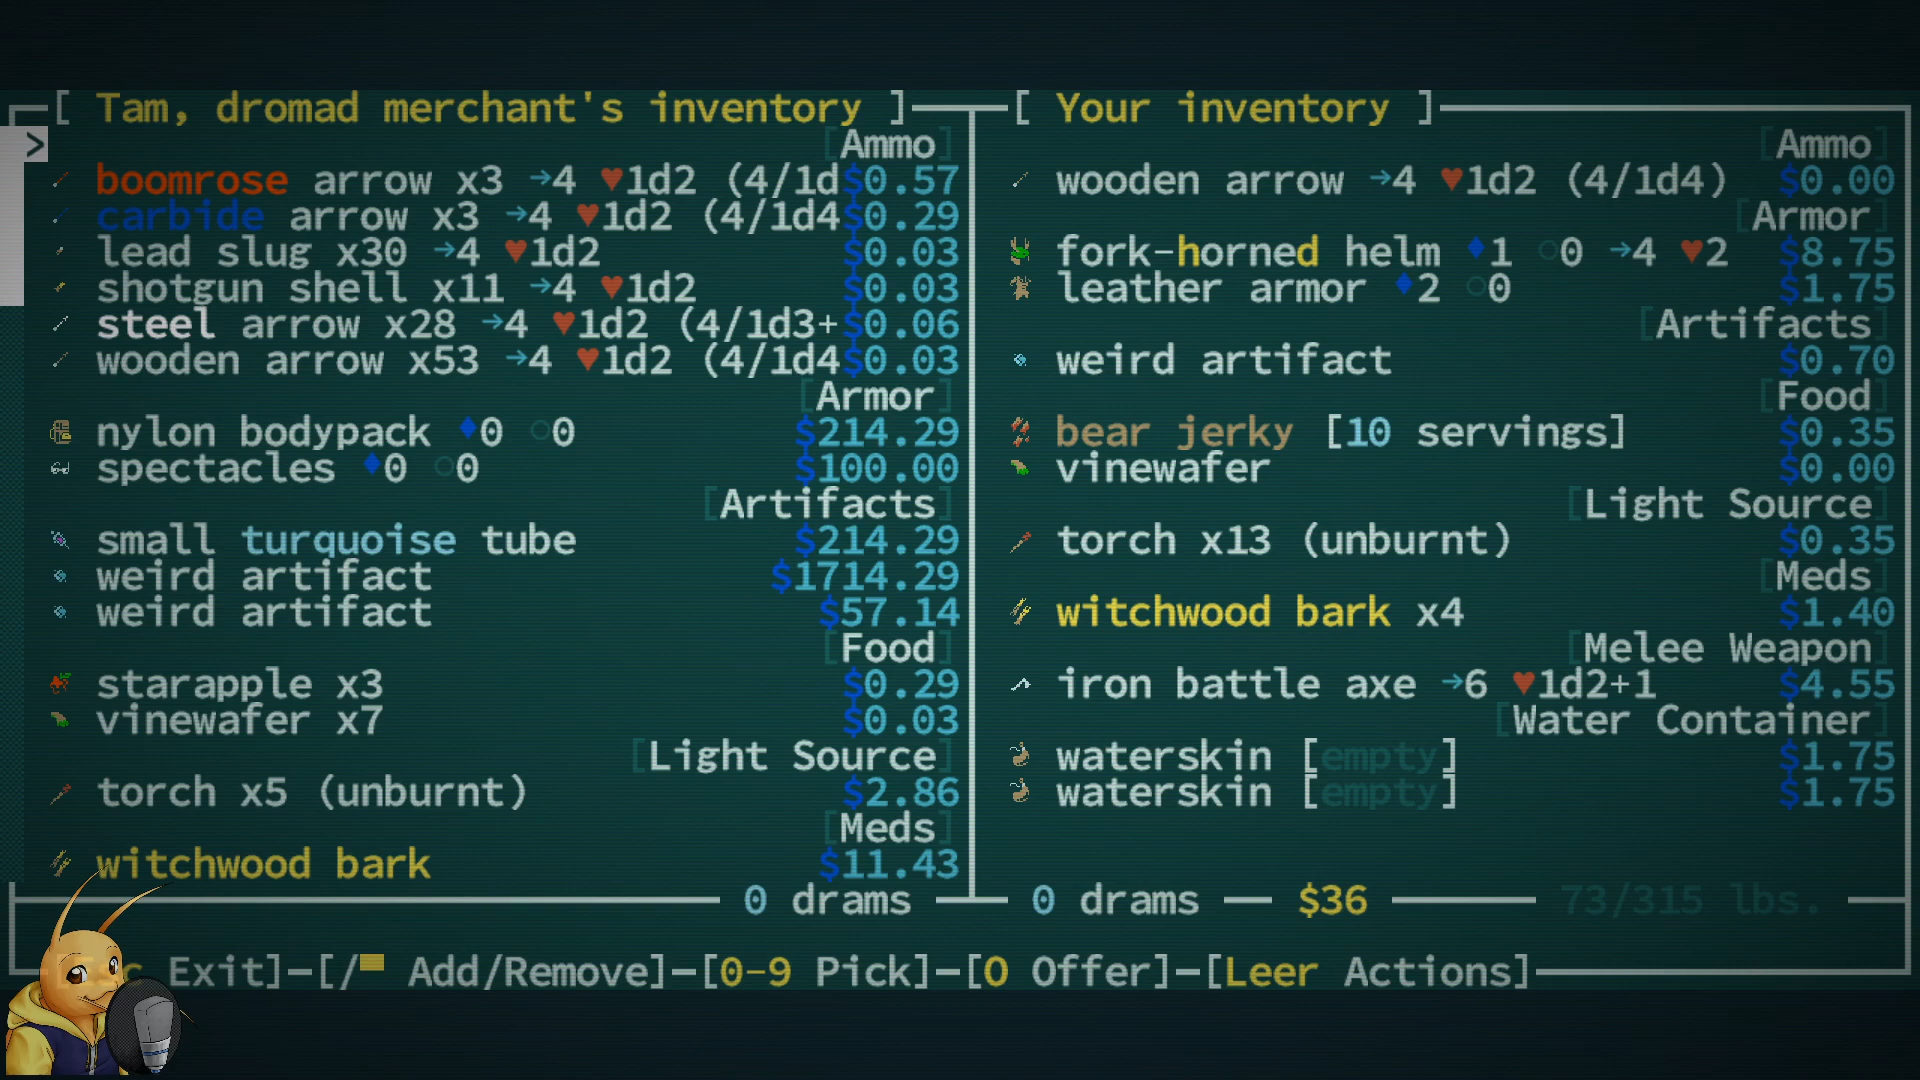 [ Tam, dromad merchant's inventory ]
>
[Ammo]
boomrose arrow x3 →4 ♥1d2 (4/1d $0.57
carbide arrow x3 →4 ♥1d2 (4/1d4 $0.29
lead slug x30 →4 ♥1d2 $0.03
shotgun shell x11 →4 ♥1d2 $0.03
steel arrow x28 →4 ♥1d2 (4/1d3+ $0.06
wooden arrow x53 →4 ♥1d2 (4/1d4 $0.03
[Armor]
nylon bodypack ♦0 ○0 $214.29
spectacles ♦0 ○0 $100.00
[Artifacts]
small turquoise tube $214.29
weird artifact $1714.29
weird artifact $57.14
[Food]
starapple x3 $0.29
vinewafer x7 $0.03
[Light Source]
torch x5 (unburnt) $2.86
[Meds]
witchwood bark $11.43
0 drams
[ Your inventory ]
[Ammo]
wooden arrow →4 ♥1d2 (4/1d4) $0.00
[Armor]
fork-horned helm ♦1 ○0 →4 ♥2 $8.75
leather armor ♦2 ○0 $1.75
[Artifacts]
weird artifact $0.70
[Food]
bear jerky [10 servings] $0.35
vinewafer $0.00
[Light Source]
torch x13 (unburnt) $0.35
[Meds]
witchwood bark x4 $1.40
[Melee Weapon]
iron battle axe →6 ♥1d2+1 $4.55
[Water Container]
waterskin [empty] $1.75
waterskin [empty] $1.75
0 drams $36 73/315 lbs.
Exit]-[/ Add/Remove]-[0-9 Pick]-[O Offer]-[Leer Actions]